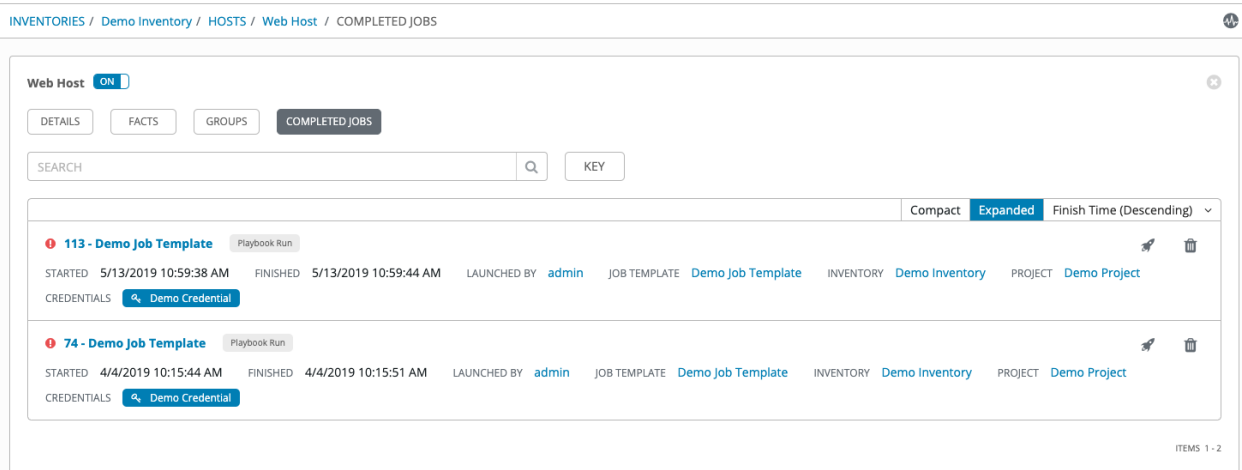 INVENTORIES / Demo Inventory / HOSTS / Web Host / COMPLETED JOBS
Web Host ON
DETAILS FACTS GROUPS COMPLETED JOBS
SEARCH KEY
Compact Expanded Finish Time (Descending)
113 - Demo Job Template Playbook Run
STARTED 5/13/2019 10:59:38 AM FINISHED 5/13/2019 10:59:44 AM LAUNCHED BY admin JOB TEMPLATE Demo Job Template INVENTORY Demo Inventory PROJECT Demo Project
CREDENTIALS Demo Credential
74 - Demo Job Template Playbook Run
STARTED 4/4/2019 10:15:44 AM FINISHED 4/4/2019 10:15:51 AM LAUNCHED BY admin JOB TEMPLATE Demo Job Template INVENTORY Demo Inventory PROJECT Demo Project
CREDENTIALS Demo Credential
ITEMS 1 - 2